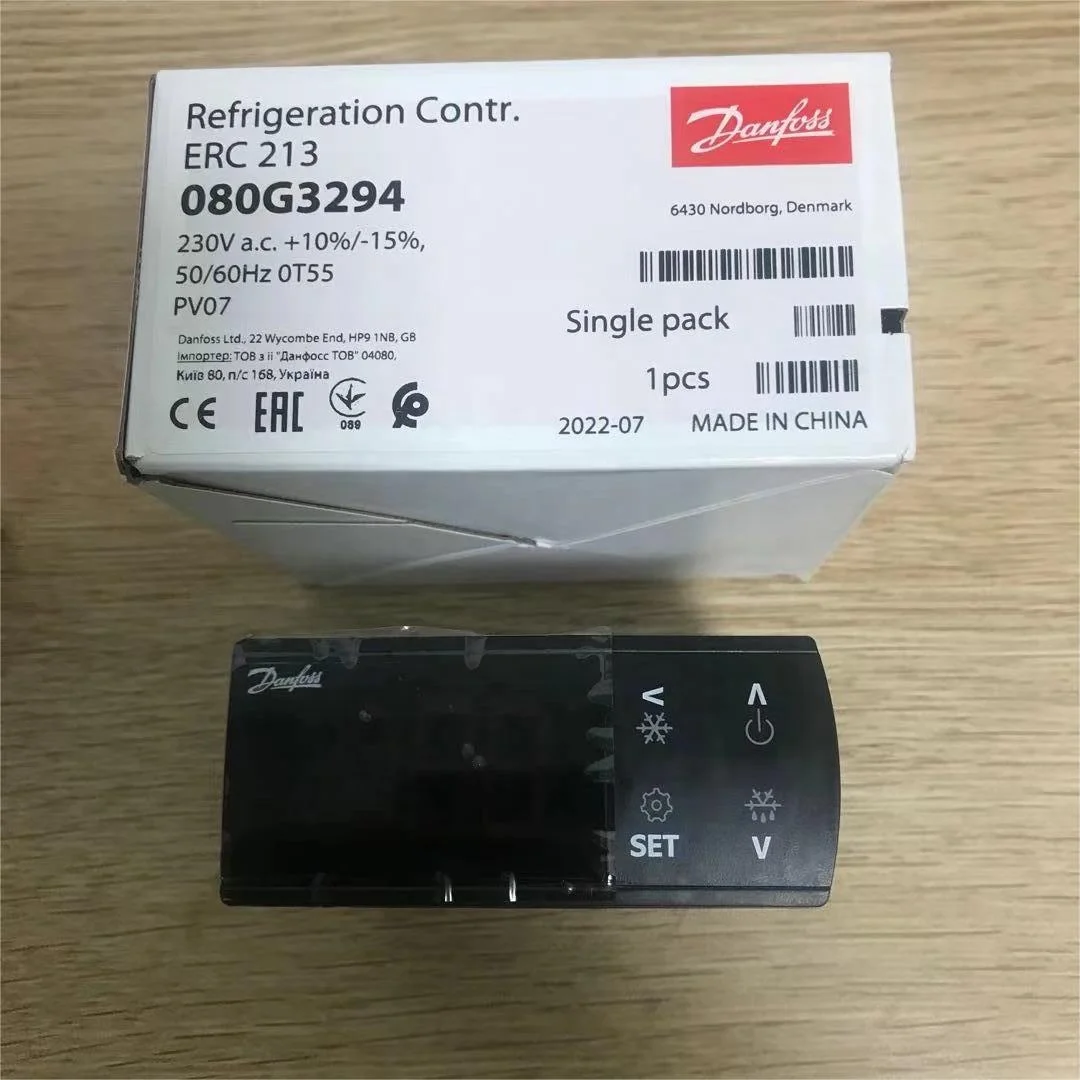 Refrigeration Contr.
ERC 213
080G3294
230V a.c. +10%/-15%,
50/60Hz 0T55
PV07
Danfoss Ltd., 22 Wycombe End, HP9 1NB, GB
імпортер: ТОВ з іі "Данфосс ТОВ" 04080,
Київ 80, п/с 168, Україна
CE
EAC
089
Danfoss
6430 Nordborg, Denmark
Single pack
1pcs
2022-07 MADE IN CHINA
Danfoss
<
SET